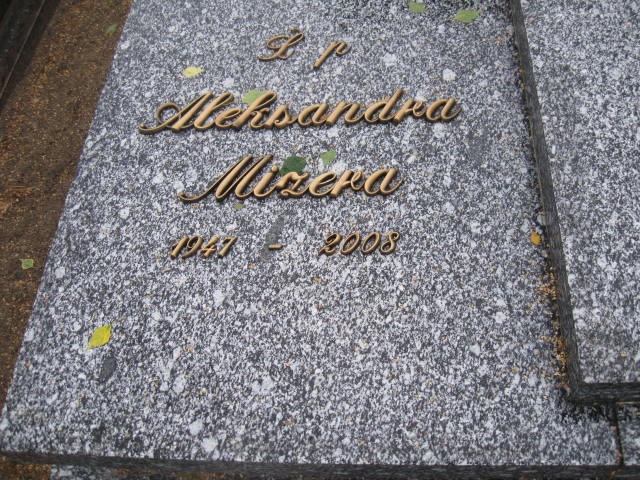 Ś p
Aleksandra
Mizera
1941 - 2008